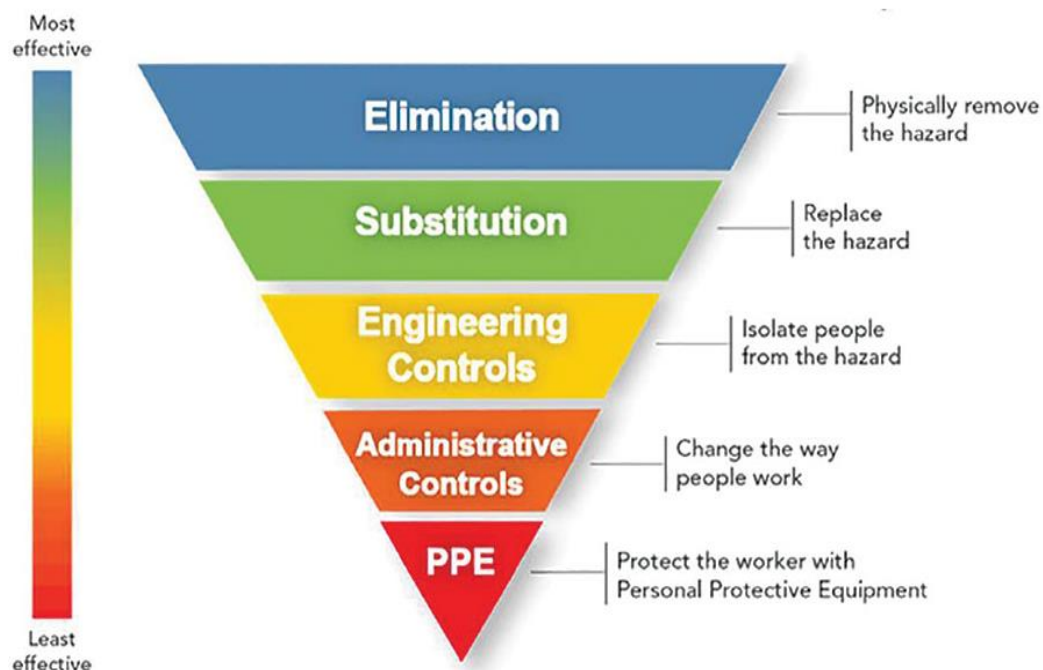 Most
effective
Elimination
Physically remove
the hazard
Substitution
Replace
the hazard
Engineering
Controls
Isolate people
from the hazard
Administrative
Controls
Change the way
people work
PPE
Protect the worker with
Personal Protective Equipment
Least
effective